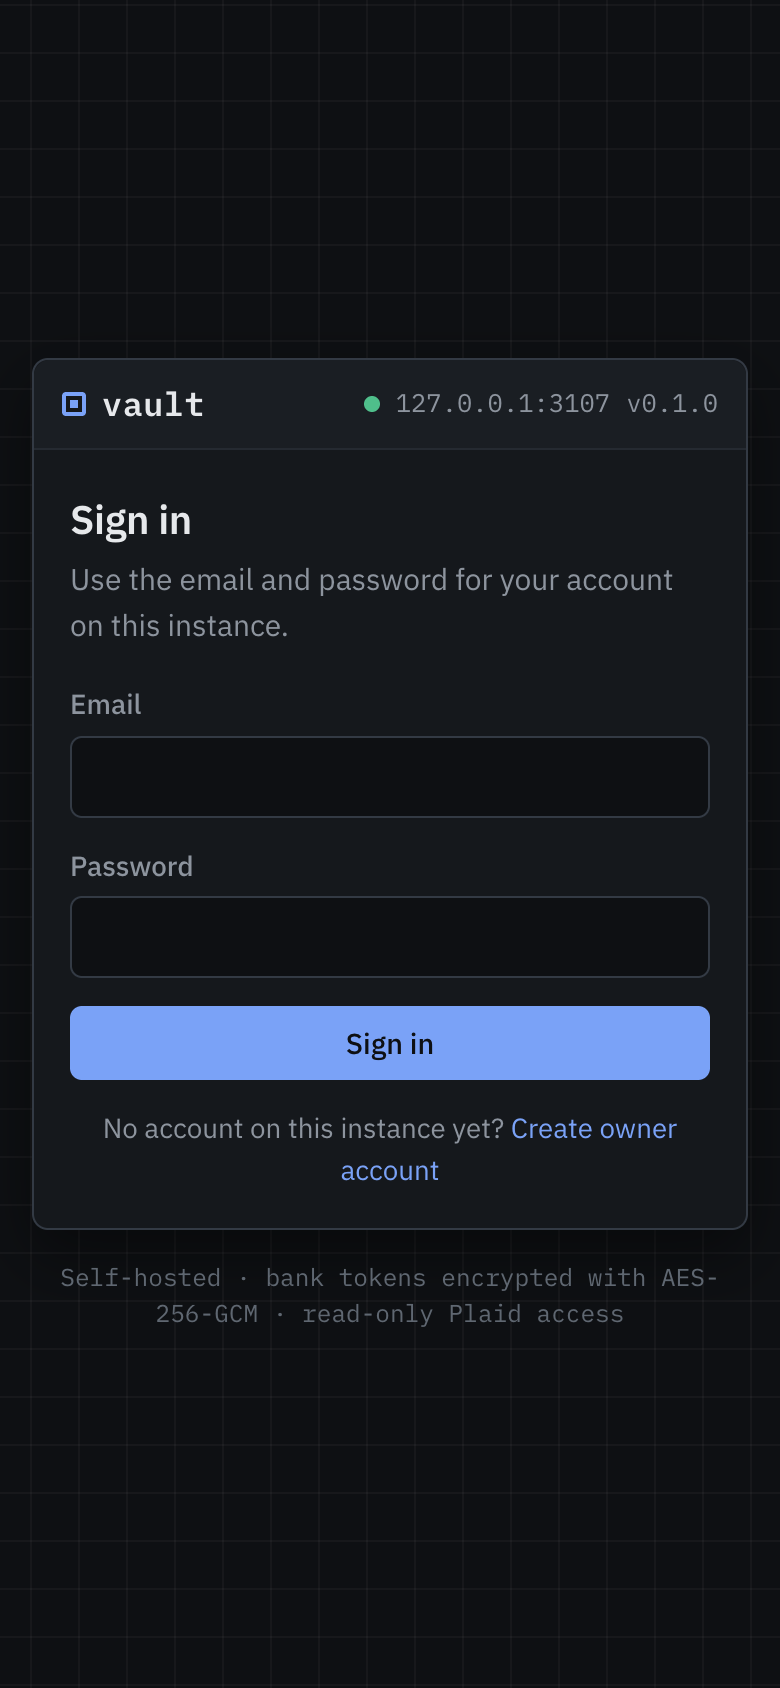 vault
127.0.0.1:3107 v0.1.0
Sign in
Use the email and password for your account
on this instance.
Email
Password
Sign in
No account on this instance yet? Create owner
account
Self-hosted · bank tokens encrypted with AES-
256-GCM · read-only Plaid access